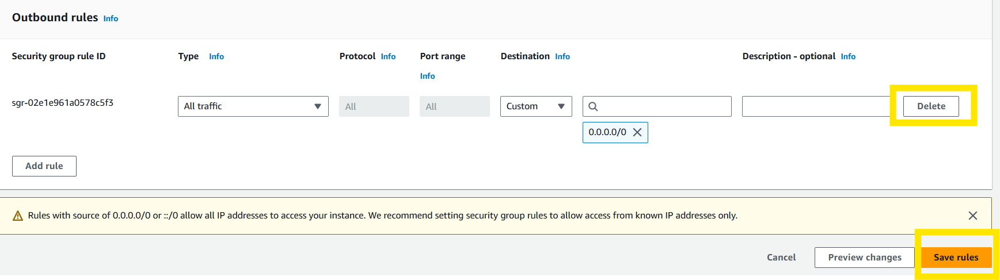 Outbound rules Info
Security group rule ID Type Info Protocol Info Port range Info Destination Info Description - optional Info
sgr-02e1e961a0578c5f3 All traffic All All Custom Delete
0.0.0.0/0
Add rule
Rules with source of 0.0.0.0/0 or ::/0 allow all IP addresses to access your instance. We recommend setting security group rules to allow access from known IP addresses only.
Cancel Preview changes Save rules